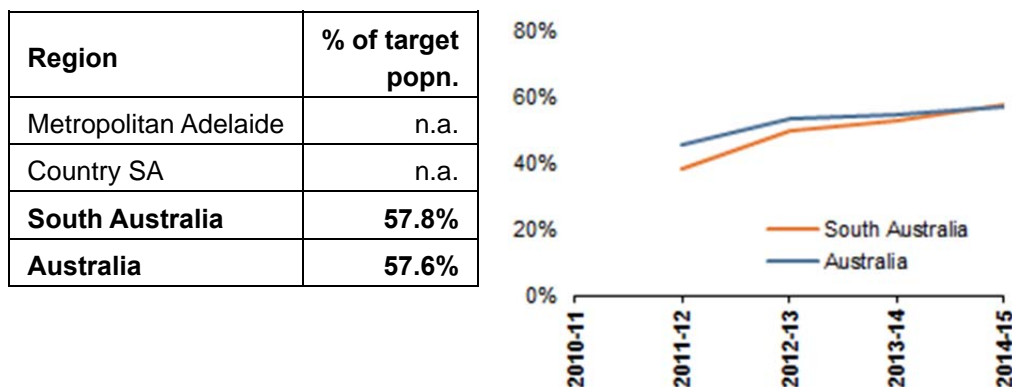 Region
% of target
popn.
Metropolitan Adelaide n.a.
Country SA n.a.
South Australia 57.8%
Australia 57.6%
80%
60%
40%
20%
0%
South Australia
Australia
2010-11
2011-12
2012-13
2013-14
2014-15